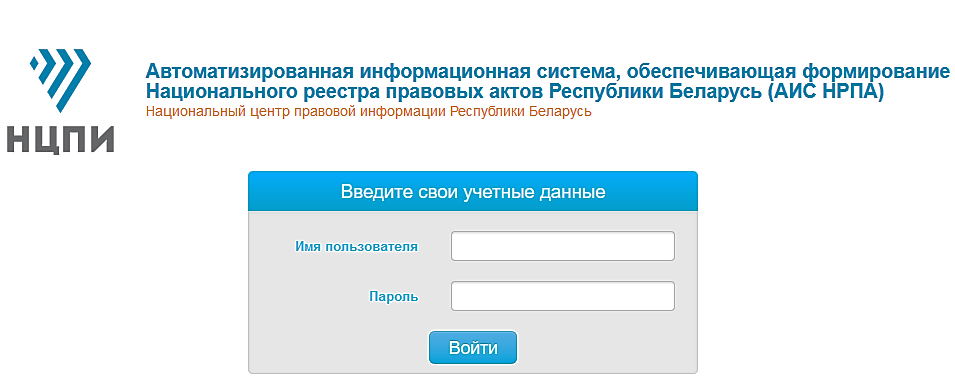 Автоматизированная информационная система, обеспечивающая формирование
Национального реестра правовых актов Республики Беларусь (АИС НРПА)
Национальный центр правовой информации Республики Беларусь
НЦПИ
Введите свои учетные данные
Имя пользователя
Пароль
Войти